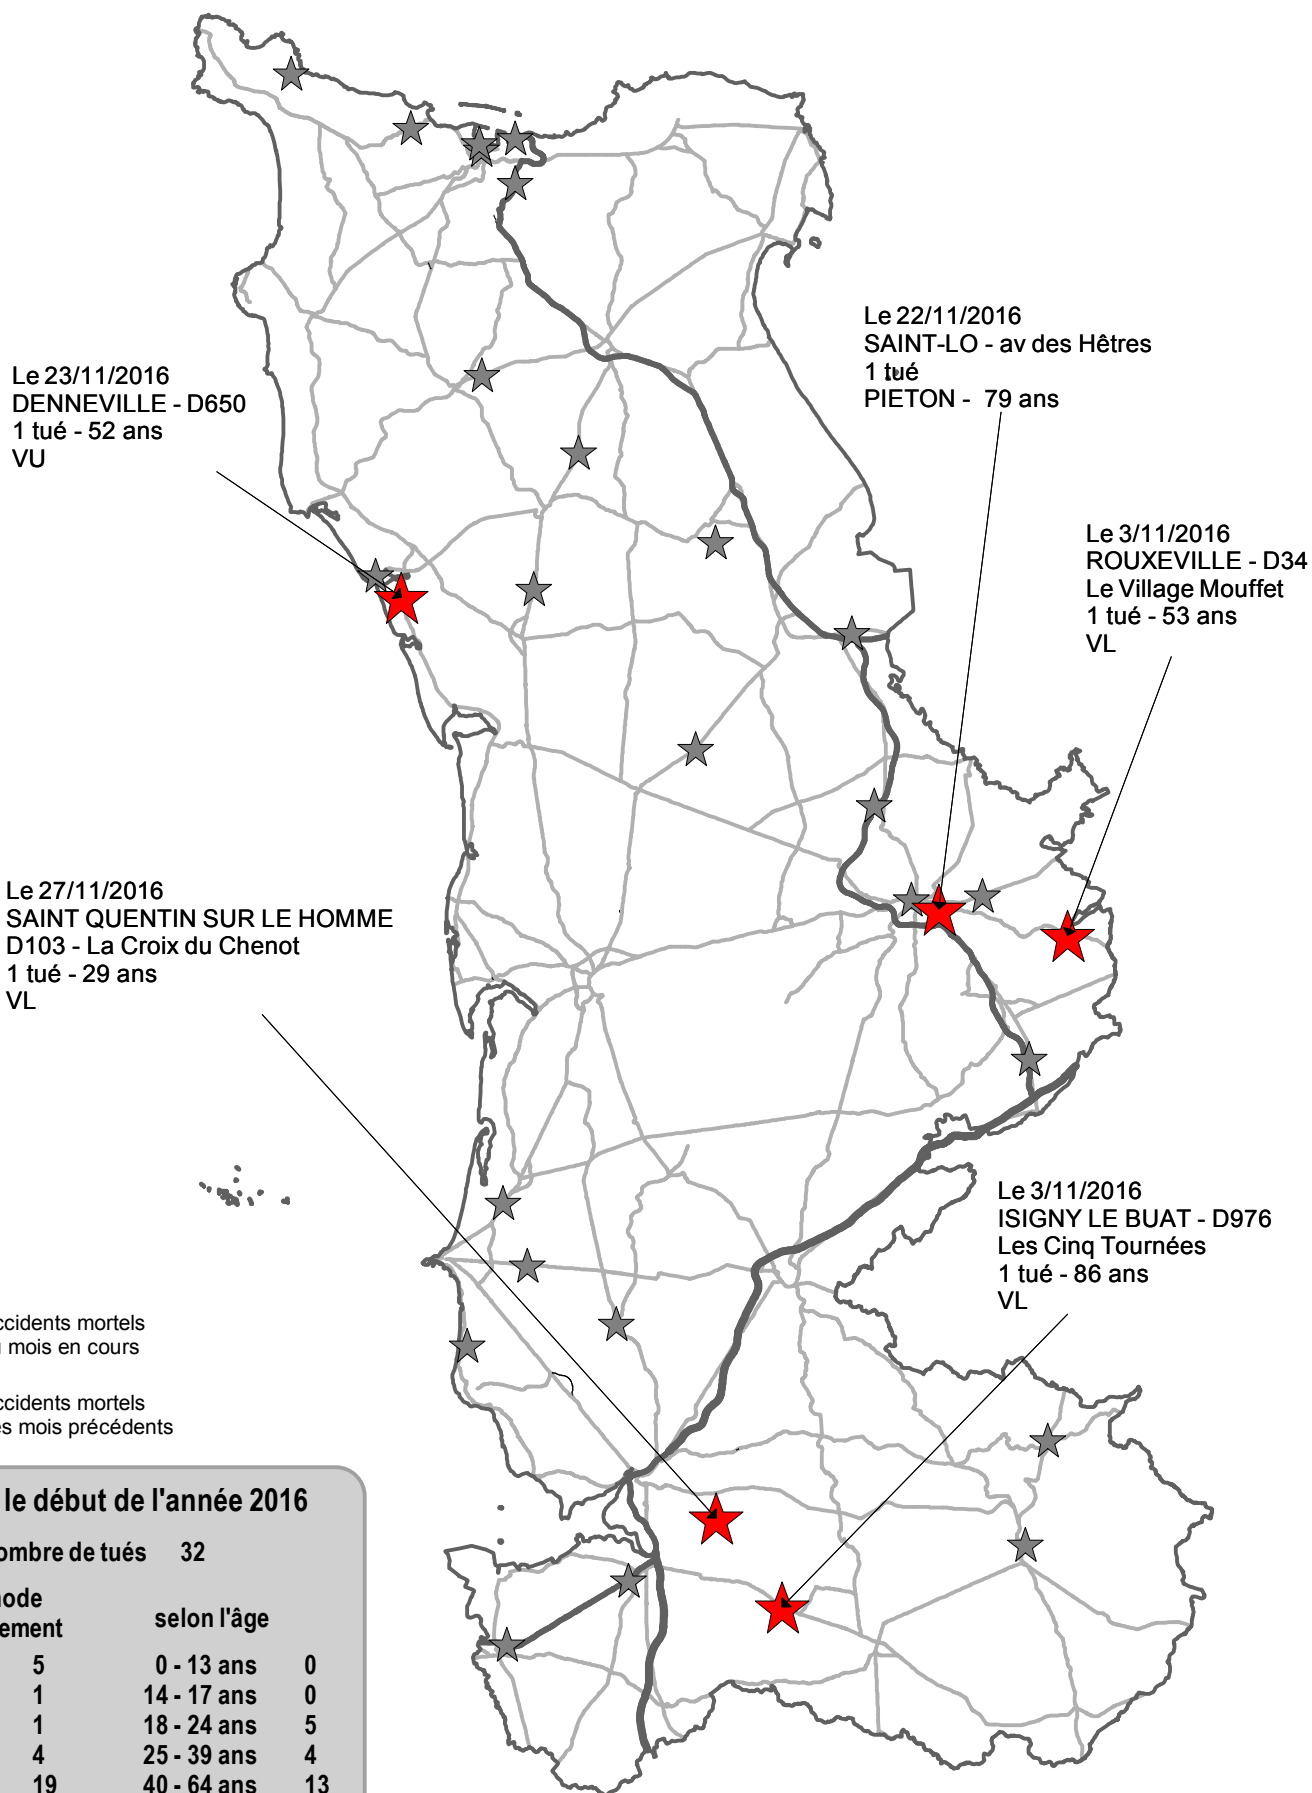 Le 22/11/2016
SAINT-LO - av des Hêtres
1 tué
PIETON - 79 ans
Le 23/11/2016
DENNEVILLE - D650
1 tué - 52 ans
VU
Le 3/11/2016
ROUXEVILLE - D34
Le Village Mouffet
1 tué - 53 ans
VL
Le 27/11/2016
SAINT QUENTIN SUR LE HOMME
D103 - La Croix du Chenot
1 tué - 29 ans
VL
Le 3/11/2016
ISIGNY LE BUAT - D976
Les Cinq Tournées
1 tué - 86 ans
VL
ccidents mortels
u mois en cours
ccidents mortels
es mois précédents
le début de l'année 2016
ombre de tués 32
ode
ement selon l'âge
5 0 - 13 ans 0
1 14 - 17 ans 0
1 18 - 24 ans 5
4 25 - 39 ans 4
19 40 - 64 ans 13